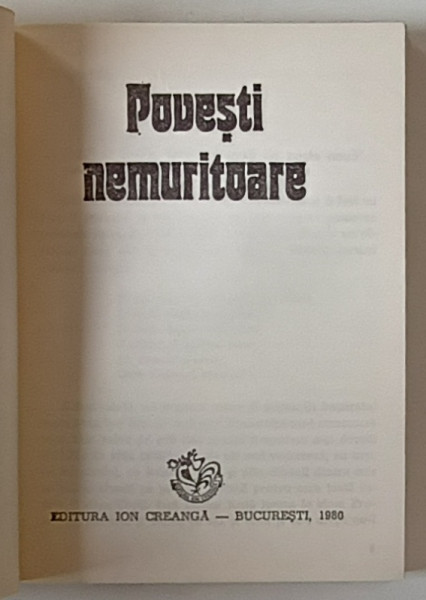 Povești
nemuritoare
EDITURA ION CREANGĂ — BUCUREȘTI, 1980